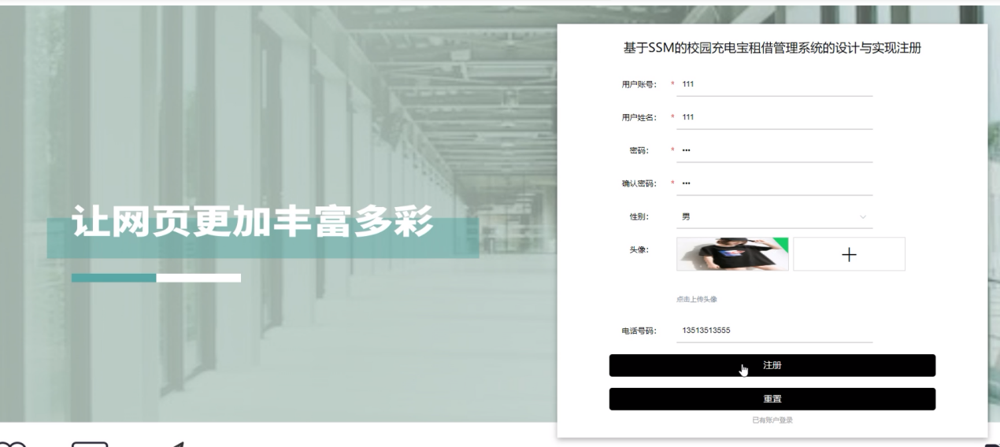 让网页更加丰富多彩
基于SSM的校园充电宝租借管理系统的设计与实现注册
用户账号： * 111
用户姓名： * 111
密码： * •••
确认密码： * •••
性别： 男
头像：
点击上传头像
电话号码： 13513513555
注册
重置
已有账户登录